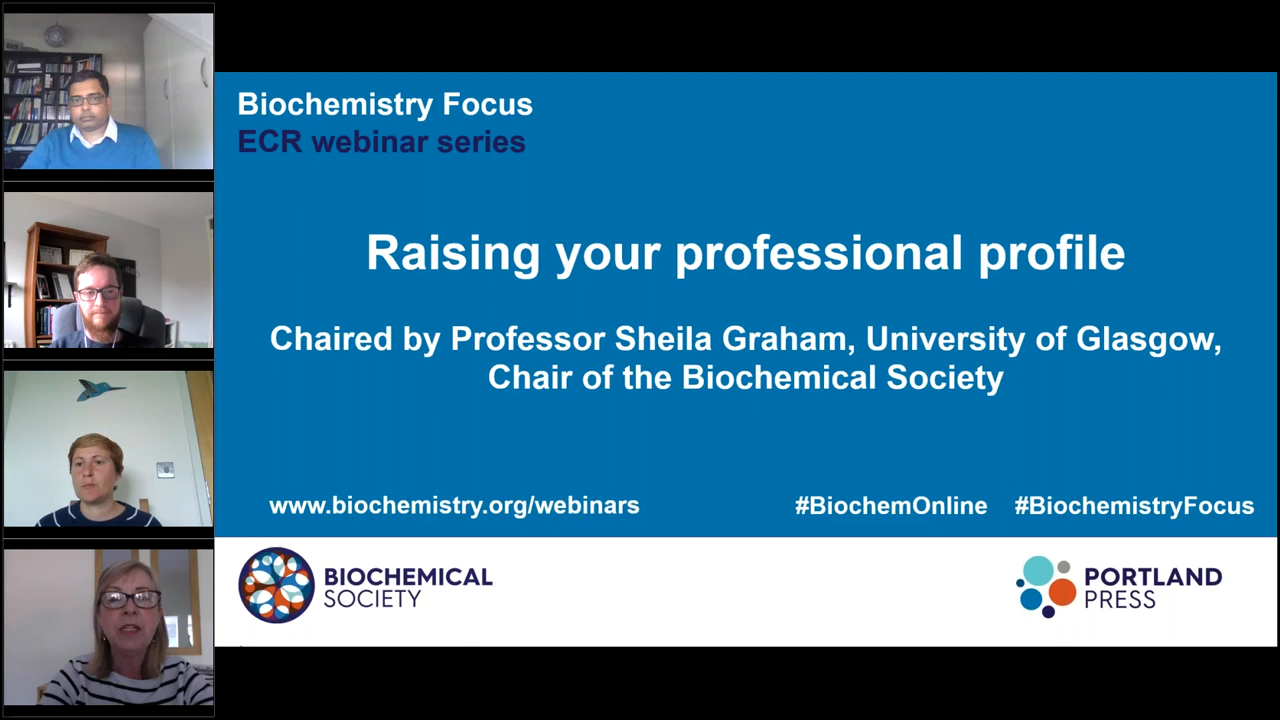 Biochemistry Focus
ECR webinar series
Raising your professional profile
Chaired by Professor Sheila Graham, University of Glasgow,
Chair of the Biochemical Society
www.biochemistry.org/webinars
#BiochemOnline
#BiochemistryFocus
BIOCHEMICAL
SOCIETY
PORTLAND
PRESS